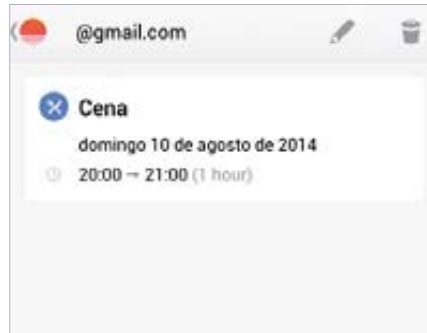 @gmail.com
Cena
domingo 10 de agosto de 2014
20:00 → 21:00 (1 hour)